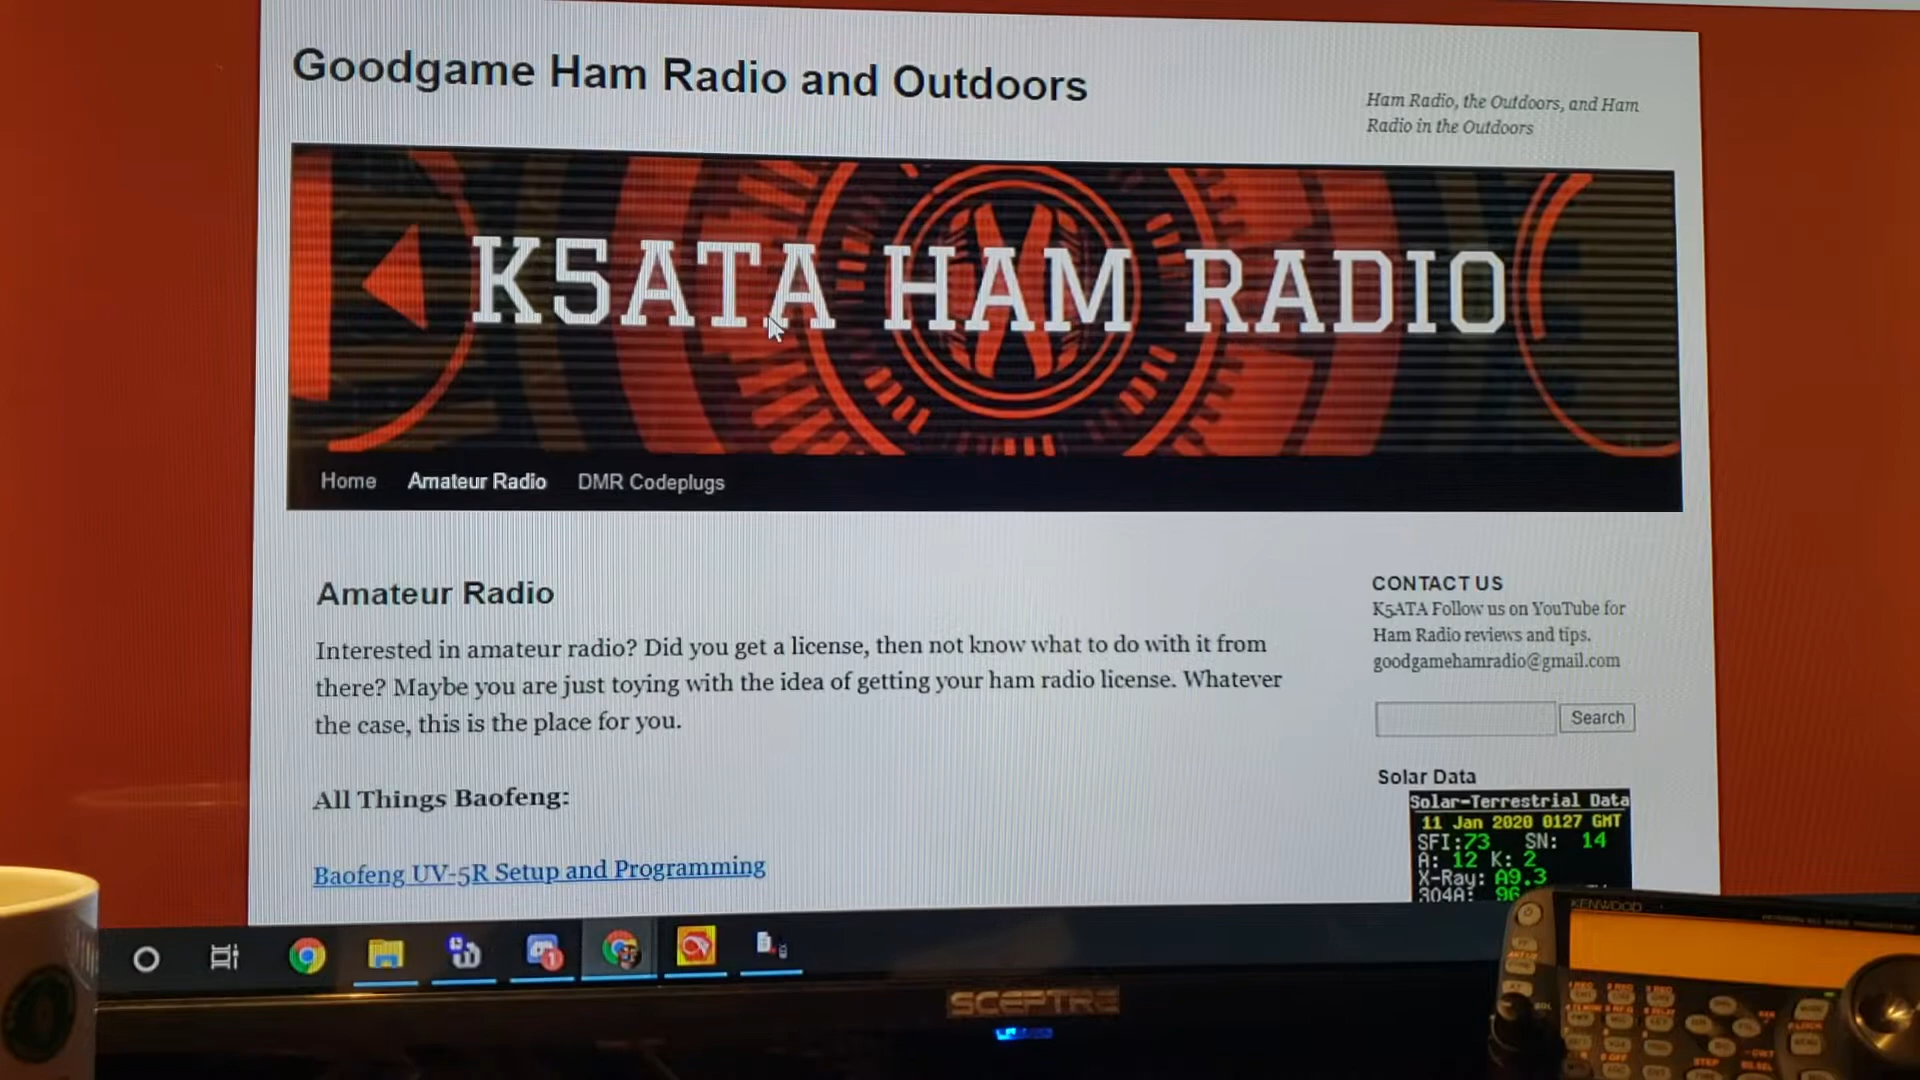 Goodgame Ham Radio and Outdoors
Ham Radio, the Outdoors, and Ham
Radio in the Outdoors
K5ATA HAM RADIO
Home Amateur Radio DMR Codeplugs
Amateur Radio
Interested in amateur radio? Did you get a license, then not know what to do with it from
there? Maybe you are just toying with the idea of getting your ham radio license. Whatever
the case, this is the place for you.
All Things Baofeng:
Baofeng UV-5R Setup and Programming
CONTACT US
K5ATA Follow us on YouTube for
Ham Radio reviews and tips.
goodgamehamradio@gmail.com
Search
Solar Data
Solar-Terrestrial Data
11 Jan 2020 0127 GMT
SFI:73 SN: 14
A: 12 K: 2
X-Ray: A9.3
304A: 96
1
SCEPTRE
KENWOOD